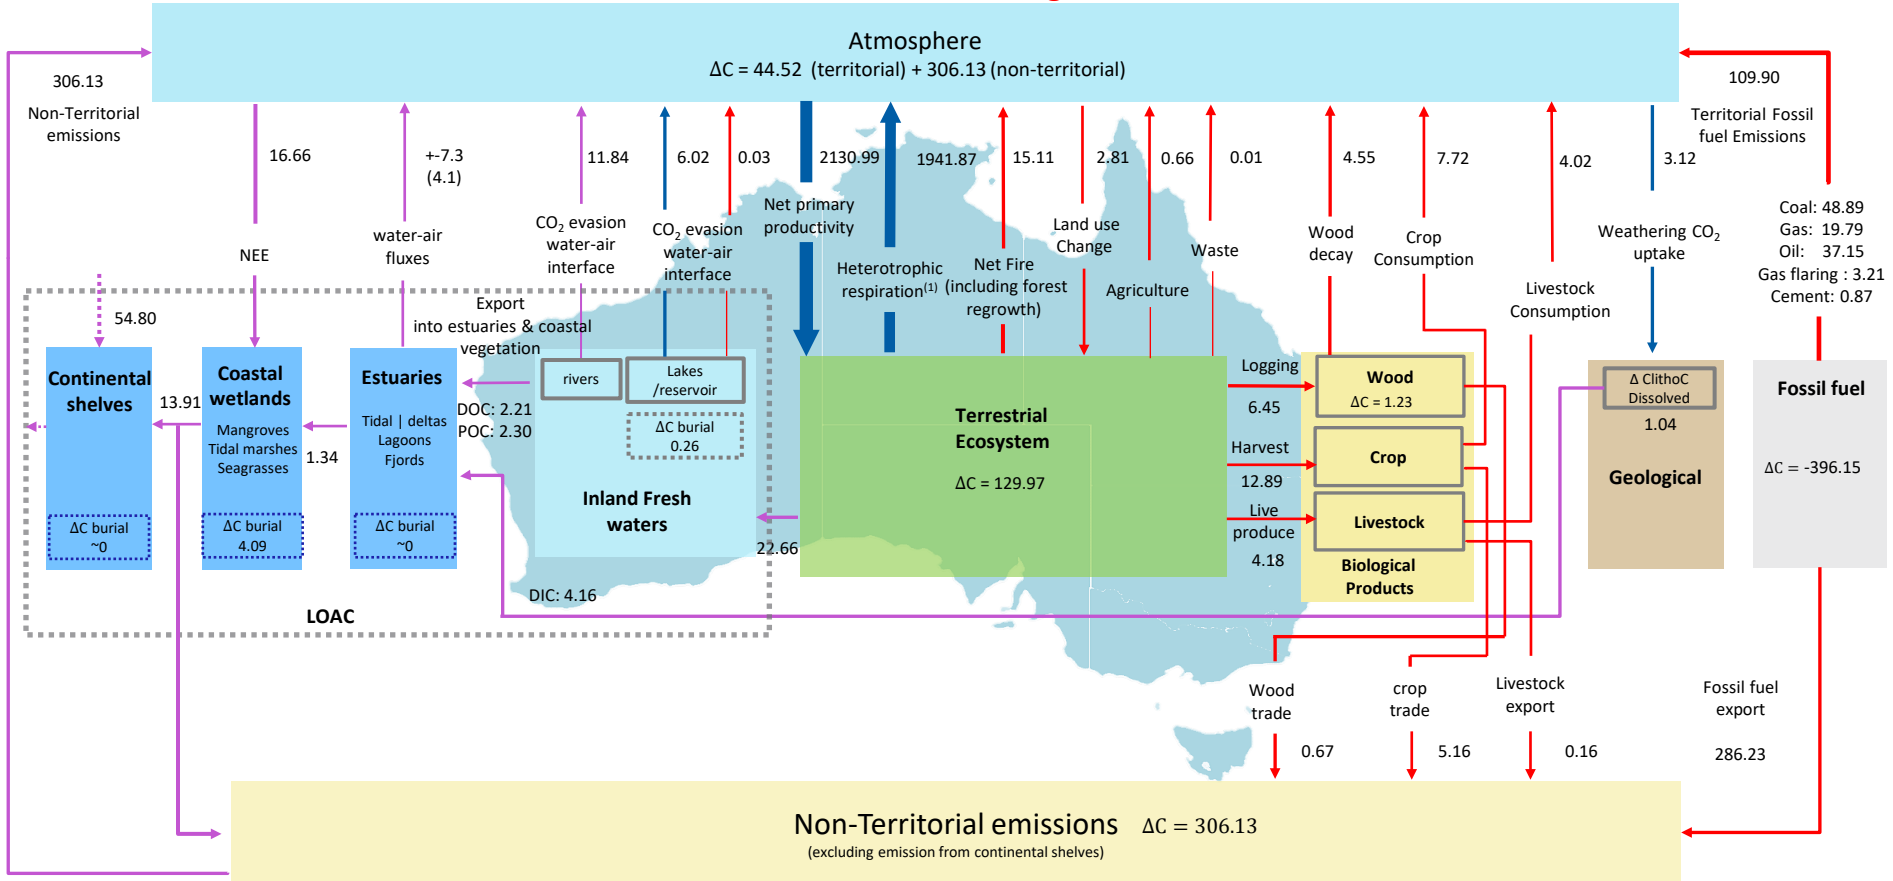 Atmosphere
ΔC = 44.52 (territorial) + 306.13 (non-territorial)
306.13
Non-Territorial
emissions
16.66
NEE
+-7.3
(4.1)
water-air
fluxes
11.84
CO2 evasion
water-air
interface
6.02
CO2 evasion
water-air
interface
0.03
2130.99
Net primary
productivity
1941.87
Heterotrophic
respiration(1)
15.11
Net Fire
(including forest
regrowth)
2.81
Land use
Change
0.66
Agriculture
0.01
Waste
4.55
Wood
decay
7.72
Crop
Consumption
4.02
Livestock
Consumption
3.12
Weathering CO2
uptake
109.90
Territorial Fossil
fuel Emissions
Coal: 48.89
Gas: 19.79
Oil: 37.15
Gas flaring : 3.21
Cement: 0.87
54.80
Export
into estuaries & coastal
vegetation
Continental
shelves
13.91
ΔC burial
~0
Coastal
wetlands
Mangroves
Tidal marshes
Seagrasses
1.34
ΔC burial
4.09
Estuaries
Tidal | deltas
Lagoons
Fjords
ΔC burial
~0
DOC: 2.21
POC: 2.30
rivers
Lakes
/reservoir
ΔC burial
0.26
Inland Fresh
waters
22.66
DIC: 4.16
LOAC
Terrestrial
Ecosystem
ΔC = 129.97
Logging
6.45
Harvest
12.89
Live
produce
4.18
Wood
ΔC = 1.23
Crop
Livestock
Biological
Products
Δ ClithoC
Dissolved
1.04
Geological
Fossil fuel
ΔC = -396.15
Wood
trade
0.67
crop
trade
5.16
Livestock
export
0.16
Fossil fuel
export
286.23
Non-Territorial emissions ΔC = 306.13
(excluding emission from continental shelves)